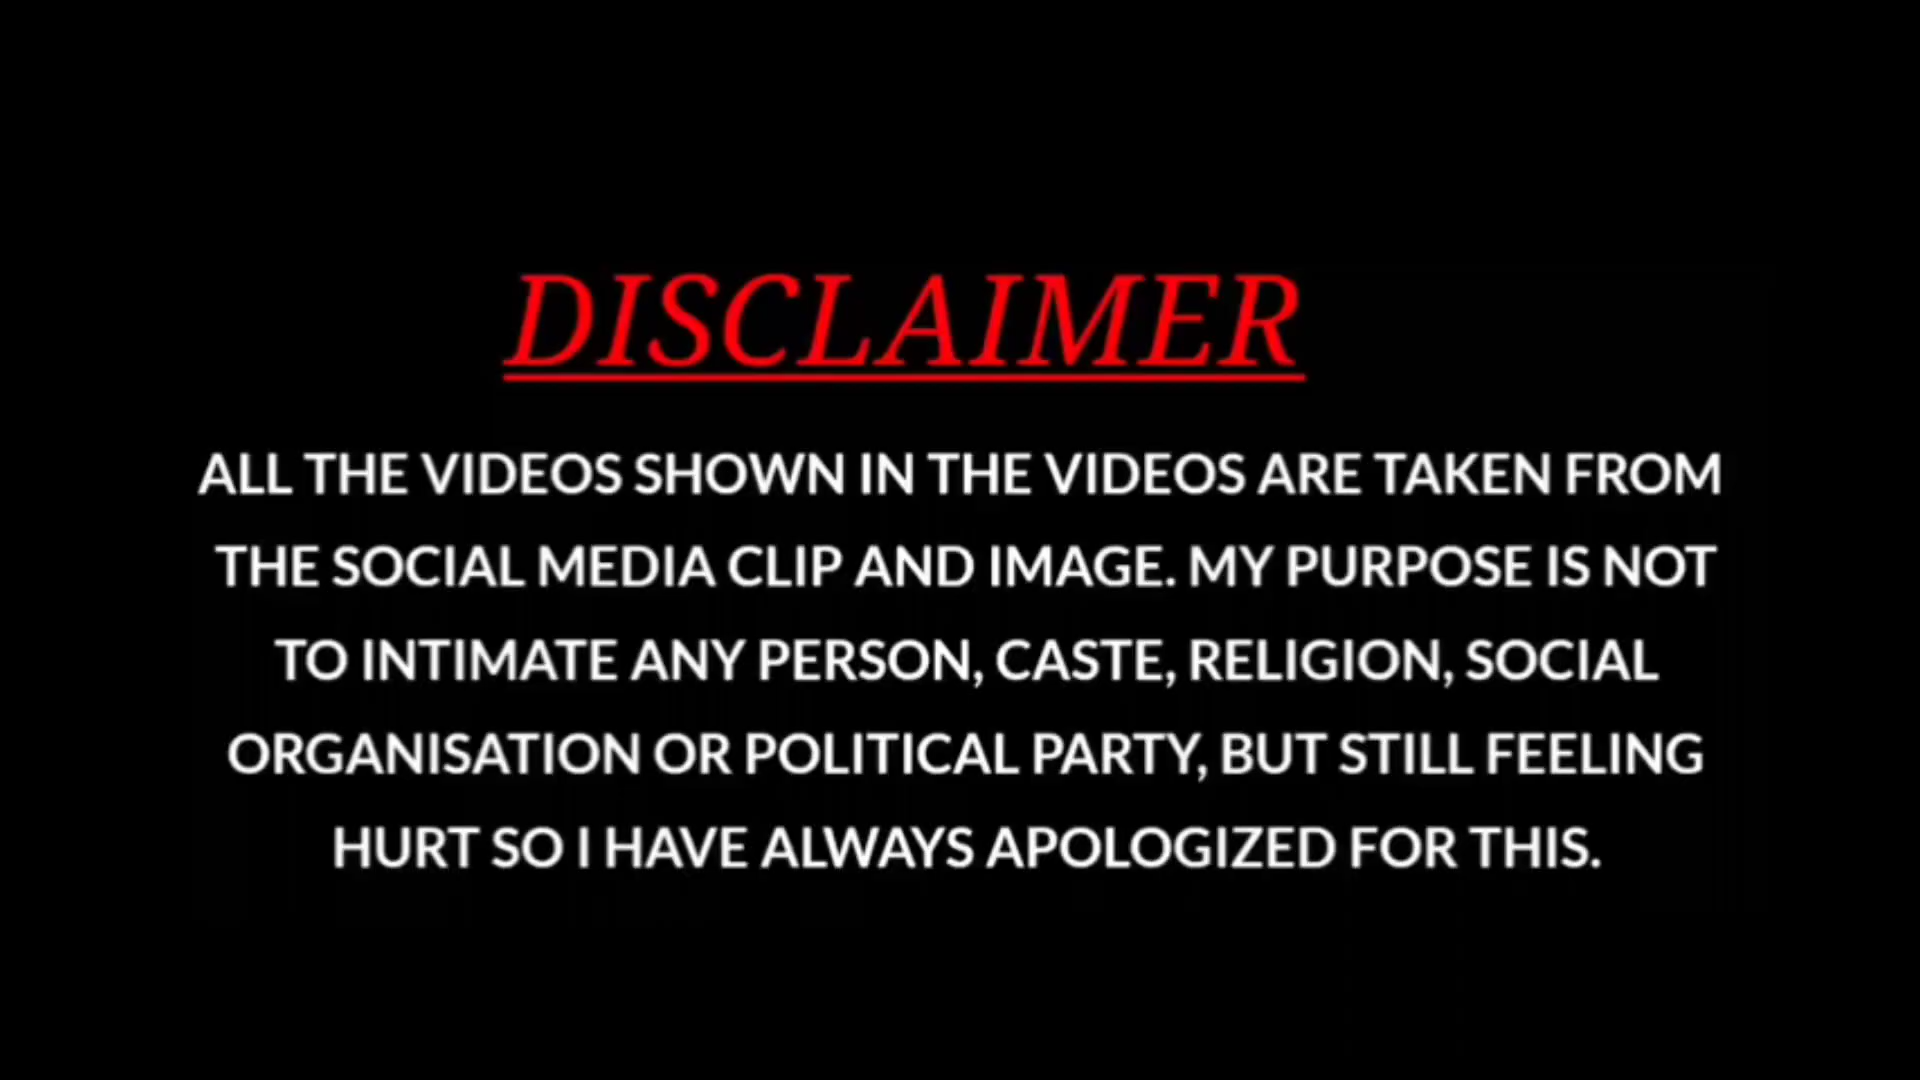 DISCLAIMER
ALL THE VIDEOS SHOWN IN THE VIDEOS ARE TAKEN FROM
THE SOCIAL MEDIA CLIP AND IMAGE. MY PURPOSE IS NOT
TO INTIMATE ANY PERSON, CASTE, RELIGION, SOCIAL
ORGANISATION OR POLITICAL PARTY, BUT STILL FEELING
HURT SO I HAVE ALWAYS APOLOGIZED FOR THIS.